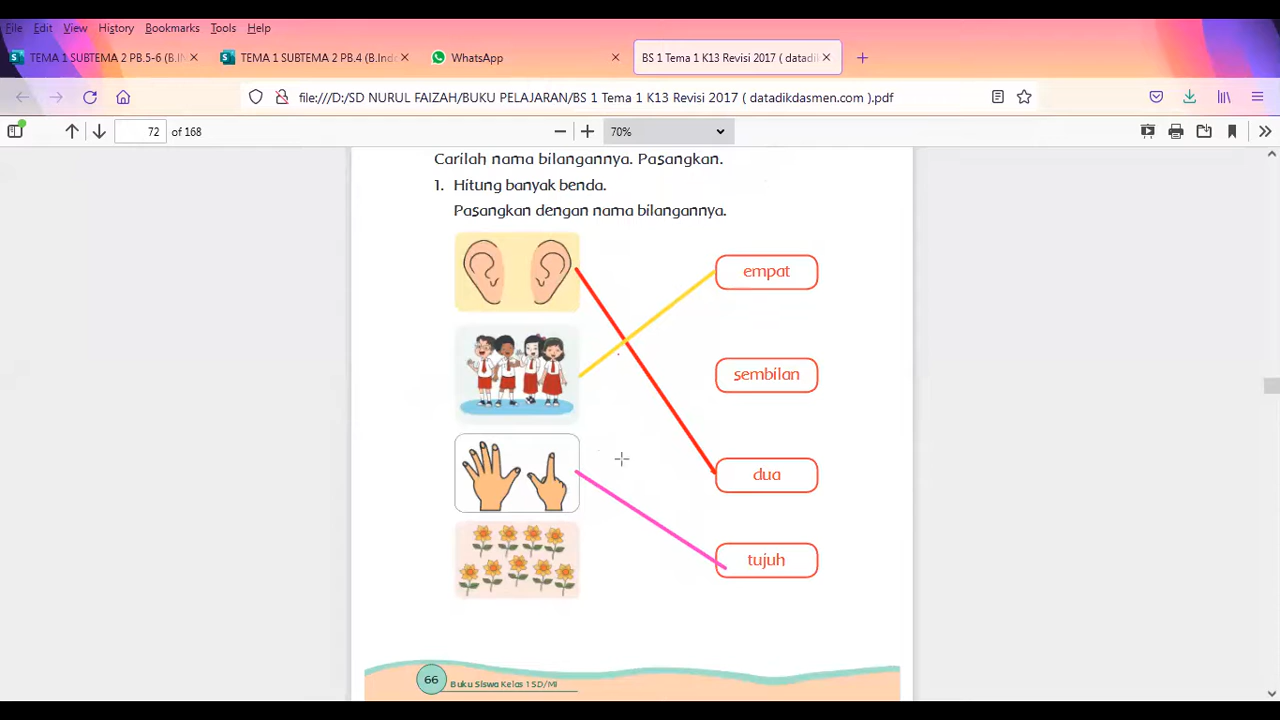 File Edit View History Bookmarks Tools Help
TEMA 1 SUBTEMA 2 PB.5-6 (B.IN
TEMA 1 SUBTEMA 2 PB.4 (B.Inda
WhatsApp
BS 1 Tema 1 K13 Revisi 2017 ( datadil
file:///D:/SD NURUL FAIZAH/BUKU PELAJARAN/BS 1 Tema 1 K13 Revisi 2017 ( datadikdasmen.com ).pdf
72 of 168
70%
Carilah nama bilangannya. Pasangkan.
1. Hitung banyak benda.
Pasangkan dengan nama bilangannya.
empat
sembilan
dua
tujuh
66 Buku Siswa Kelas 1 SD/MI